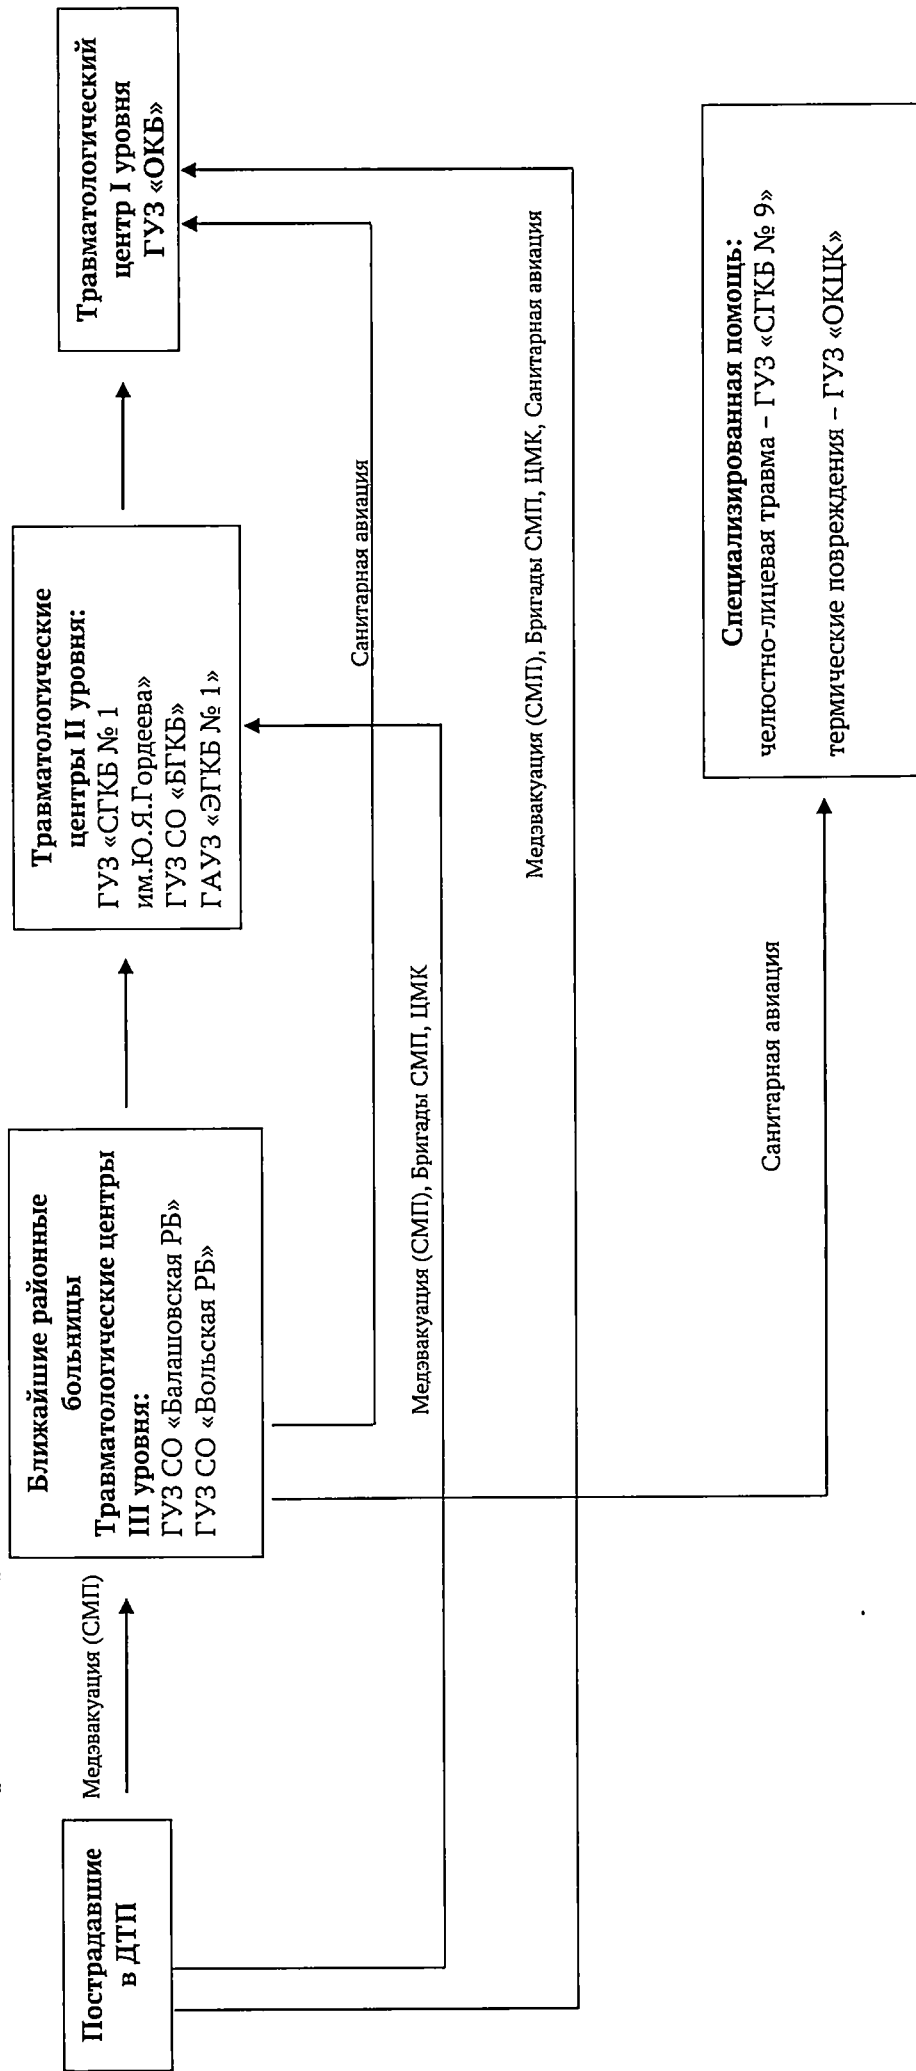 Пострадавшие
в ДТП
Медэвакуация (СМП)
Ближайшие районные
больницы
Травматологические центры
III уровня:
ГУЗ СО «Балашовская РБ»
ГУЗ СО «Вольская РБ»
Травматологические
центры II уровня:
ГУЗ «СГКБ № 1
им.Ю.Я.Гордеева»
ГУЗ СО «БГКБ»
ГАУЗ «ЭГКБ № 1»
Травматологический
центр I уровня
ГУЗ «ОКБ»
Санитарная авиация
Медэвакуация (СМП), Бригады СМП, ЦМК
Медэвакуация (СМП), Бригады СМП, ЦМК, Санитарная авиация
Санитарная авиация
Специализированная помощь:
челюстно-лицевая травма – ГУЗ «СГКБ № 9»
термические повреждения – ГУЗ «ОКЦК»